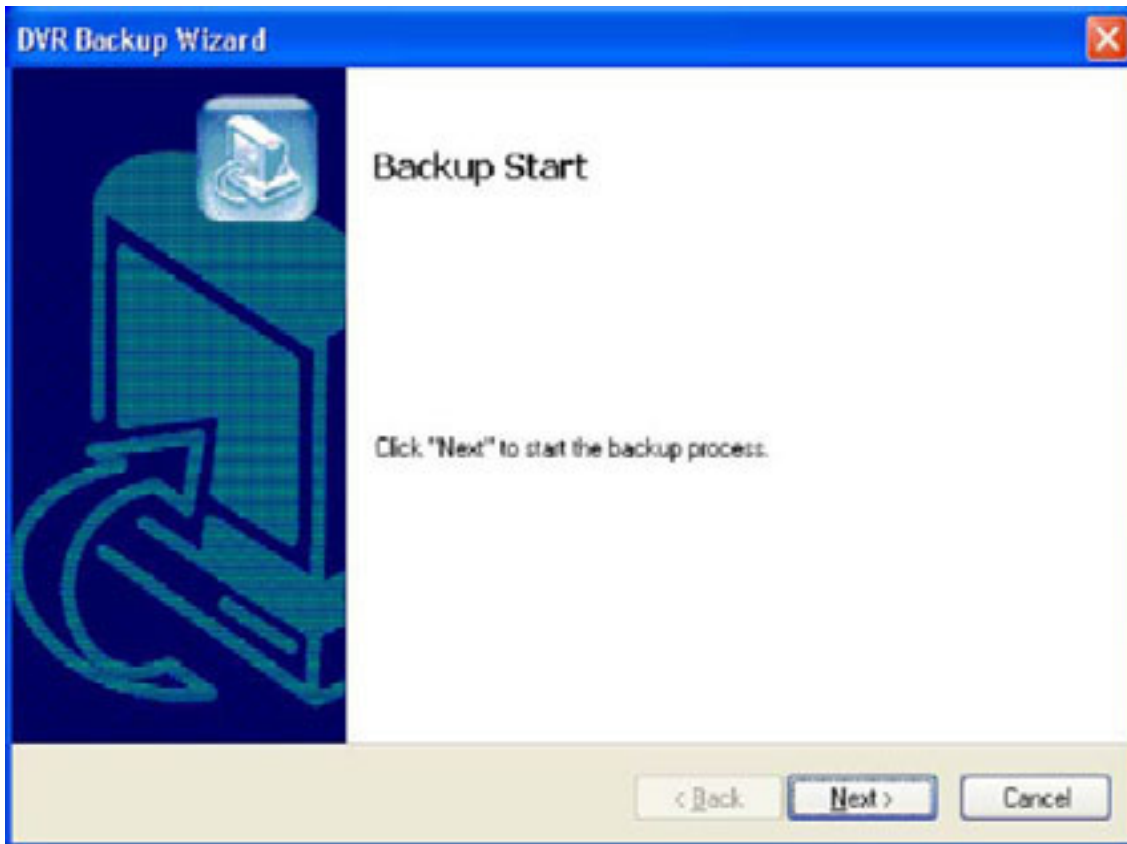 DVR Backup Wizard
Backup Start
Click "Next" to start the backup process.
< Back
Next >
Cancel